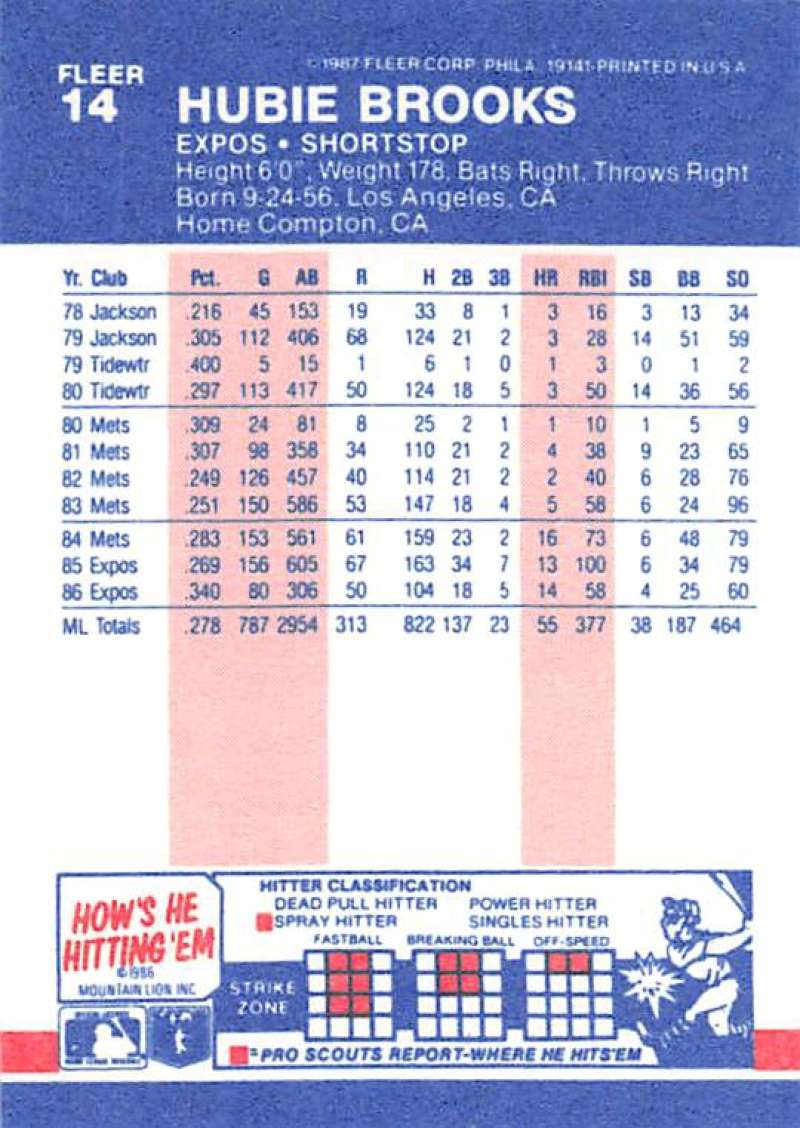 © 1987 FLEER CORP. PHILA. 19141-PRINTED IN U S A
FLEER
14
HUBIE BROOKS
EXPOS • SHORTSTOP
Height 6'0", Weight 178, Bats Right, Throws Right
Born 9-24-56, Los Angeles, CA
Home Compton, CA
Yr. Club Pct. G AB R H 2B 3B HR RBI SB BB SO
78 Jackson .216 45 153 19 33 8 1 3 16 3 13 34
79 Jackson .305 112 406 68 124 21 2 3 28 14 51 59
79 Tidewtr .400 5 15 1 6 1 0 1 3 0 1 2
80 Tidewtr .297 113 417 50 124 18 5 3 50 14 36 56
80 Mets .309 24 81 8 25 2 1 1 10 1 5 9
81 Mets .307 98 358 34 110 21 2 4 38 9 23 65
82 Mets .249 126 457 40 114 21 2 2 40 6 28 76
83 Mets .251 150 586 53 147 18 4 5 58 6 24 96
84 Mets .283 153 561 61 159 23 2 16 73 6 48 79
85 Expos .269 156 605 67 163 34 7 13 100 6 34 79
86 Expos .340 80 306 50 104 18 5 14 58 4 25 60
ML Totals .278 787 2954 313 822 137 23 55 377 38 187 464
HOW'S HE
HITTING 'EM
© 1986
MOUNTAIN LION INC
HITTER CLASSIFICATION
DEAD PULL HITTER POWER HITTER
SPRAY HITTER SINGLES HITTER
FASTBALL BREAKING BALL OFF-SPEED
STRIKE
ZONE
=PRO SCOUTS REPORT-WHERE HE HITS 'EM